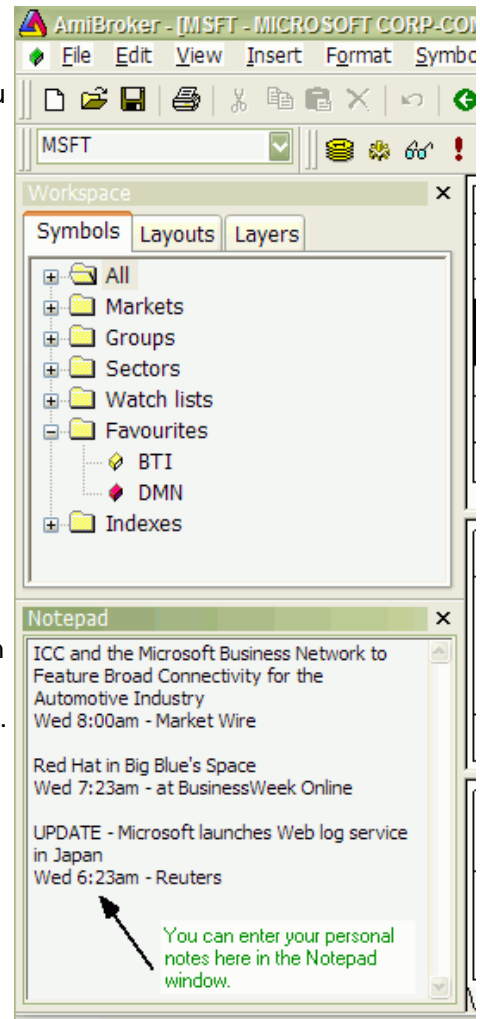 AmiBroker - [MSFT - MICROSOFT CORP-CO
File Edit View Insert Format Symbo
u
MSFT
Workspace
Symbols Layouts Layers
All
Markets
Groups
Sectors
Watch lists
Favourites
BTI
DMN
Indexes
Notepad
n
.
ICC and the Microsoft Business Network to
Feature Broad Connectivity for the
Automotive Industry
Wed 8:00am - Market Wire
Red Hat in Big Blue's Space
Wed 7:23am - at BusinessWeek Online
UPDATE - Microsoft launches Web log service
in Japan
Wed 6:23am - Reuters
You can enter your personal
notes here in the Notepad
window.